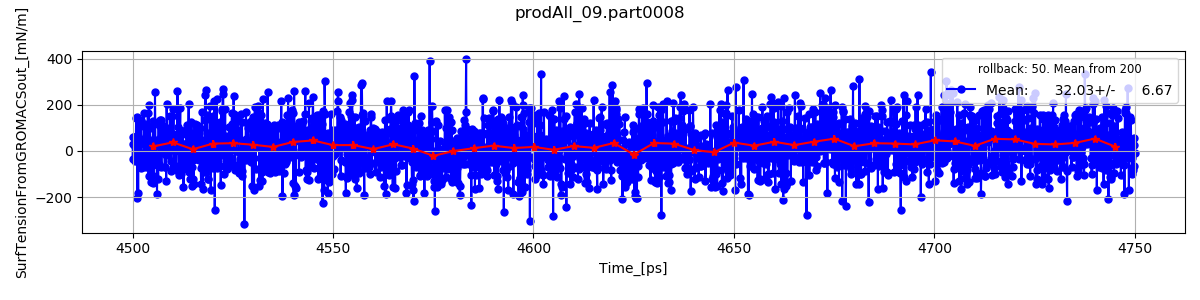 prodAll_09.part0008
SurfTensionFromGROMACSout_[mN/m]
400
200
0
−200
rollback: 50. Mean from 200
Mean: 32.03+/- 6.67
4500 4550 4600 4650 4700 4750
Time_[ps]